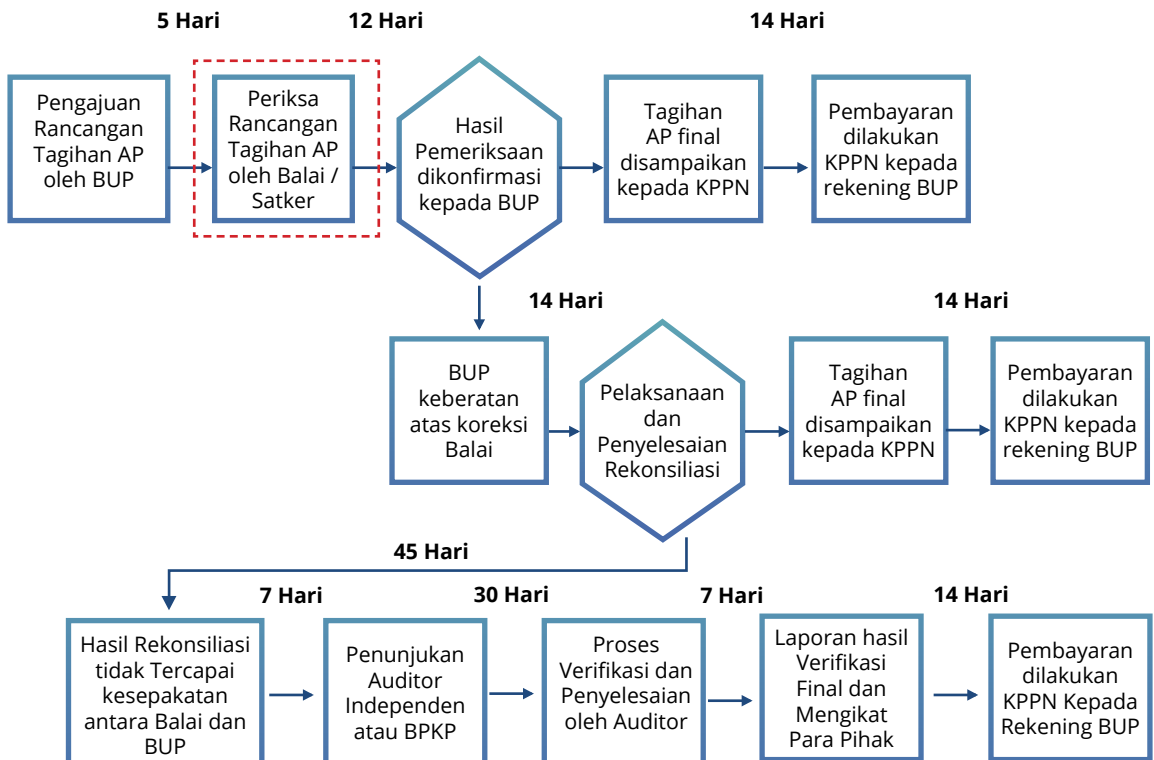 5 Hari
12 Hari
14 Hari
Pengajuan
Rancangan
Tagihan AP
oleh BUP
Periksa
Rancangan
Tagihan AP
oleh Balai /
Satker
Hasil
Pemeriksaan
dikonfirmasi
kepada BUP
Tagihan
AP final
disampaikan
kepada KPPN
Pembayaran
dilakukan
KPPN kepada
rekening BUP
14 Hari
14 Hari
BUP
keberatan
atas koreksi
Balai
Pelaksanaan
dan
Penyelesaian
Rekonsiliasi
Tagihan
AP final
disampaikan
kepada KPPN
Pembayaran
dilakukan
KPPN kepada
rekening BUP
45 Hari
7 Hari
30 Hari
7 Hari
14 Hari
Hasil Rekonsiliasi
tidak Tercapai
kesepakatan
antara Balai dan
BUP
Penunjukan
Auditor
Independen
atau BPKP
Proses
Verifikasi dan
Penyelesaian
oleh Auditor
Laporan hasil
Verifikasi
Final dan
Mengikat
Para Pihak
Pembayaran
dilakukan
KPPN Kepada
Rekening BUP